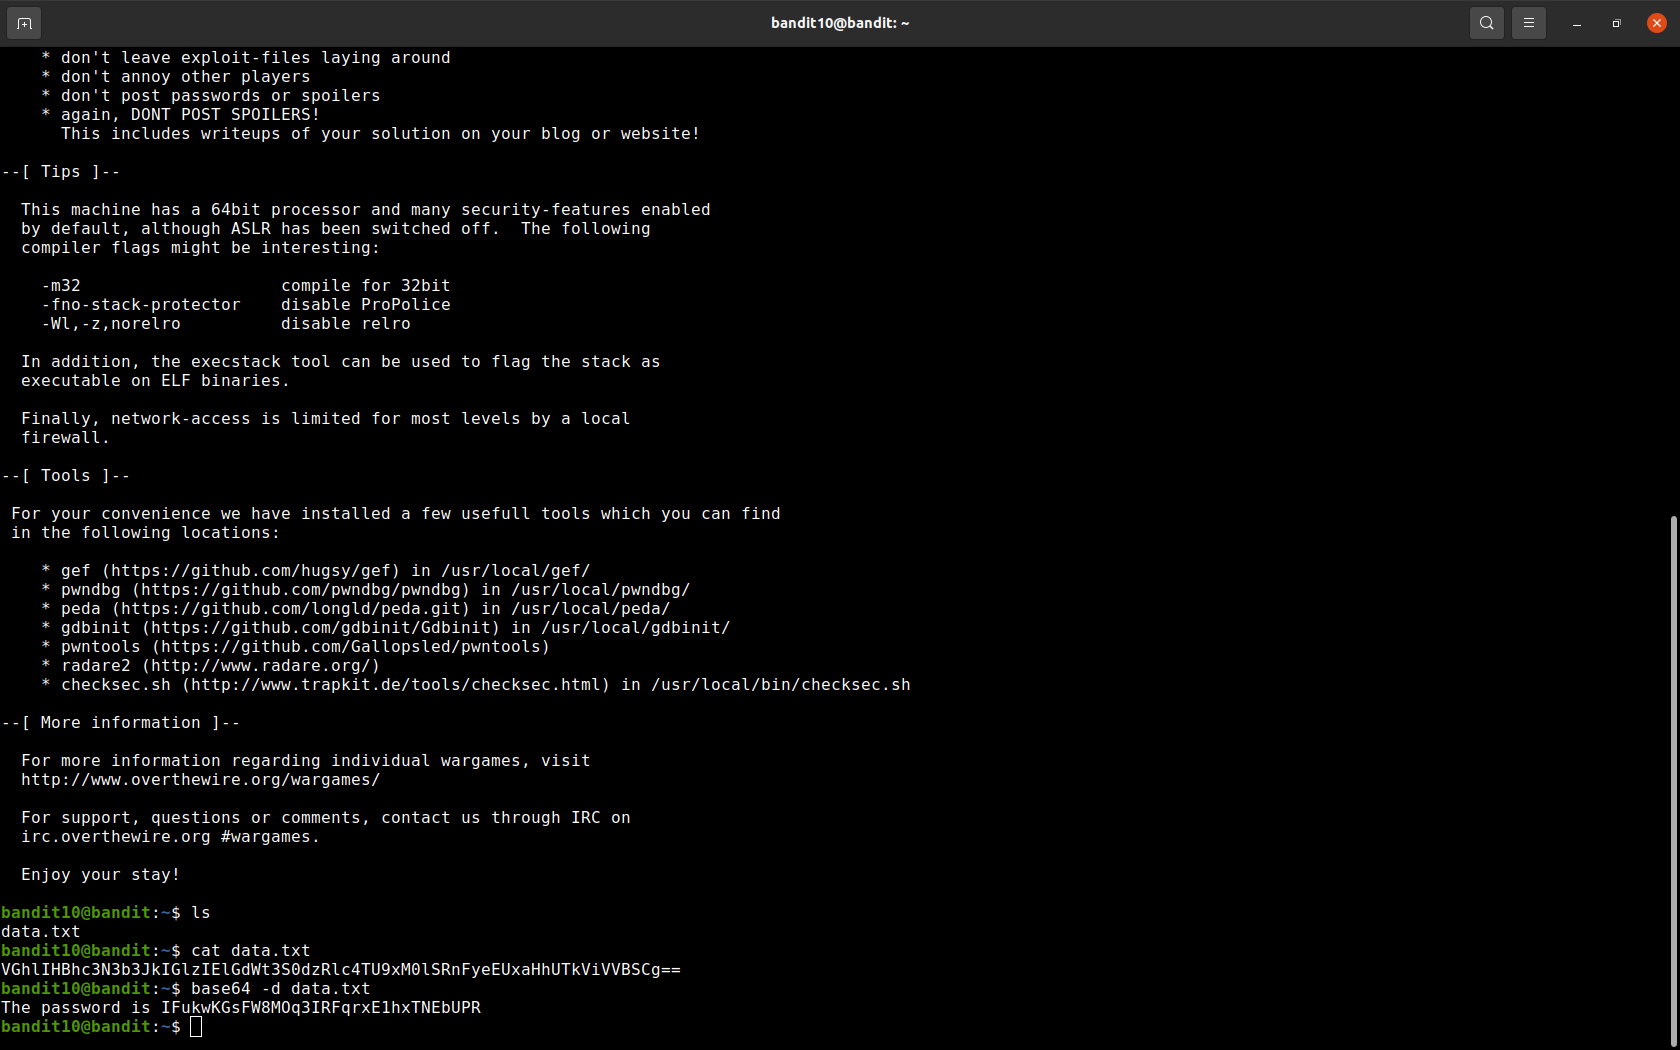 bandit10@bandit: ~
* don't leave exploit-files laying around
* don't annoy other players
* don't post passwords or spoilers
* again, DONT POST SPOILERS!
This includes writeups of your solution on your blog or website!
--[ Tips ]--
This machine has a 64bit processor and many security-features enabled
by default, although ASLR has been switched off.  The following
compiler flags might be interesting:
-m32                    compile for 32bit
-fno-stack-protector    disable ProPolice
-Wl,-z,norelro          disable relro
In addition, the execstack tool can be used to flag the stack as
executable on ELF binaries.
Finally, network-access is limited for most levels by a local
firewall.
--[ Tools ]--
For your convenience we have installed a few usefull tools which you can find
in the following locations:
* gef (https://github.com/hugsy/gef) in /usr/local/gef/
* pwndbg (https://github.com/pwndbg/pwndbg) in /usr/local/pwndbg/
* peda (https://github.com/longld/peda.git) in /usr/local/peda/
* gdbinit (https://github.com/gdbinit/Gdbinit) in /usr/local/gdbinit/
* pwntools (https://github.com/Gallopsled/pwntools)
* radare2 (http://www.radare.org/)
* checksec.sh (http://www.trapkit.de/tools/checksec.html) in /usr/local/bin/checksec.sh
--[ More information ]--
For more information regarding individual wargames, visit
http://www.overthewire.org/wargames/
For support, questions or comments, contact us through IRC on
irc.overthewire.org #wargames.
Enjoy your stay!
bandit10@bandit:~$ ls
data.txt
bandit10@bandit:~$ cat data.txt
VGhlIHBhc3N3b3JkIGlzIElGdWt3S0dzRlc4TU9xM0lSRnFyeEUxaHhUTkViVVBSCg==
bandit10@bandit:~$ base64 -d data.txt
The password is IFukwKGsFW8MOq3IRFqrxE1hxTNEbUPR
bandit10@bandit:~$